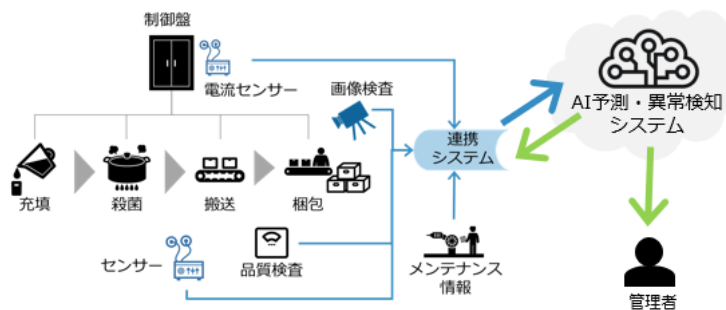 制御盤
電流センサー
画像検査
AI予測・異常検知
システム
連携
システム
充填
殺菌
搬送
梱包
センサー
品質検査
メンテナンス
情報
管理者